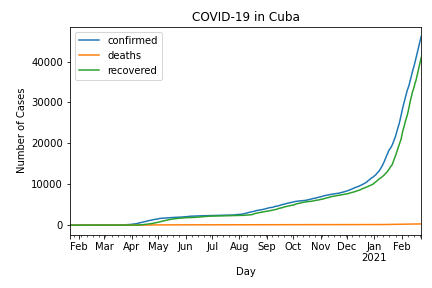 COVID-19 in Cuba
confirmed
deaths
recovered
Number of Cases
40000
30000
20000
10000
0
Feb Mar Apr May Jun Jul Aug Sep Oct Nov Dec Jan Feb
2021
Day